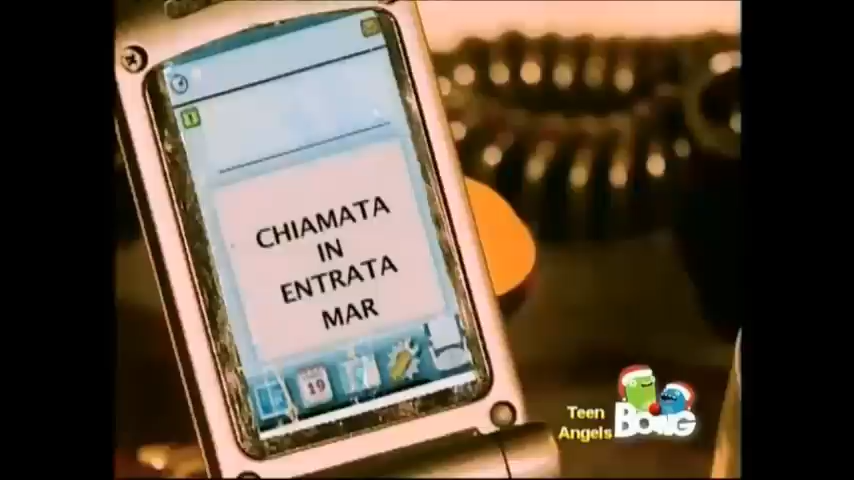 CHIAMATA
IN
ENTRATA
MAR
19
Teen
Angels
BOING